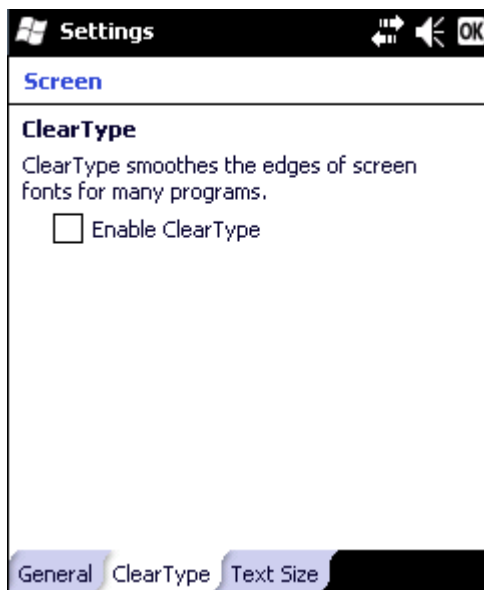 Settings
OK
Screen
ClearType
ClearType smoothes the edges of screen
fonts for many programs.
Enable ClearType
General ClearType Text Size